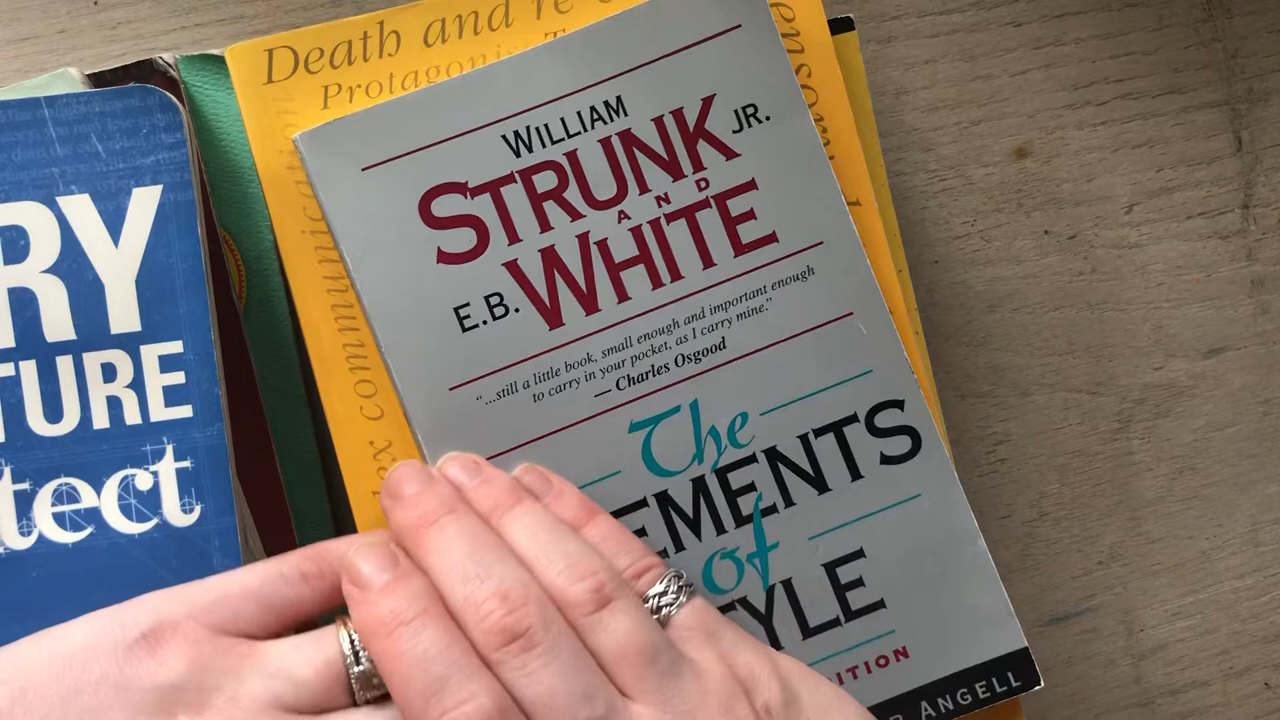 RY
TURE
tect
Death and re
Protagonis
WILLIAM
STRUNK JR.
AND
E.B. WHITE
“...still a little book, small enough and important enough
to carry in your pocket, as I carry mine.”
— Charles Osgood
The
EMENTS
of
TYLE
ITION
ANGELL